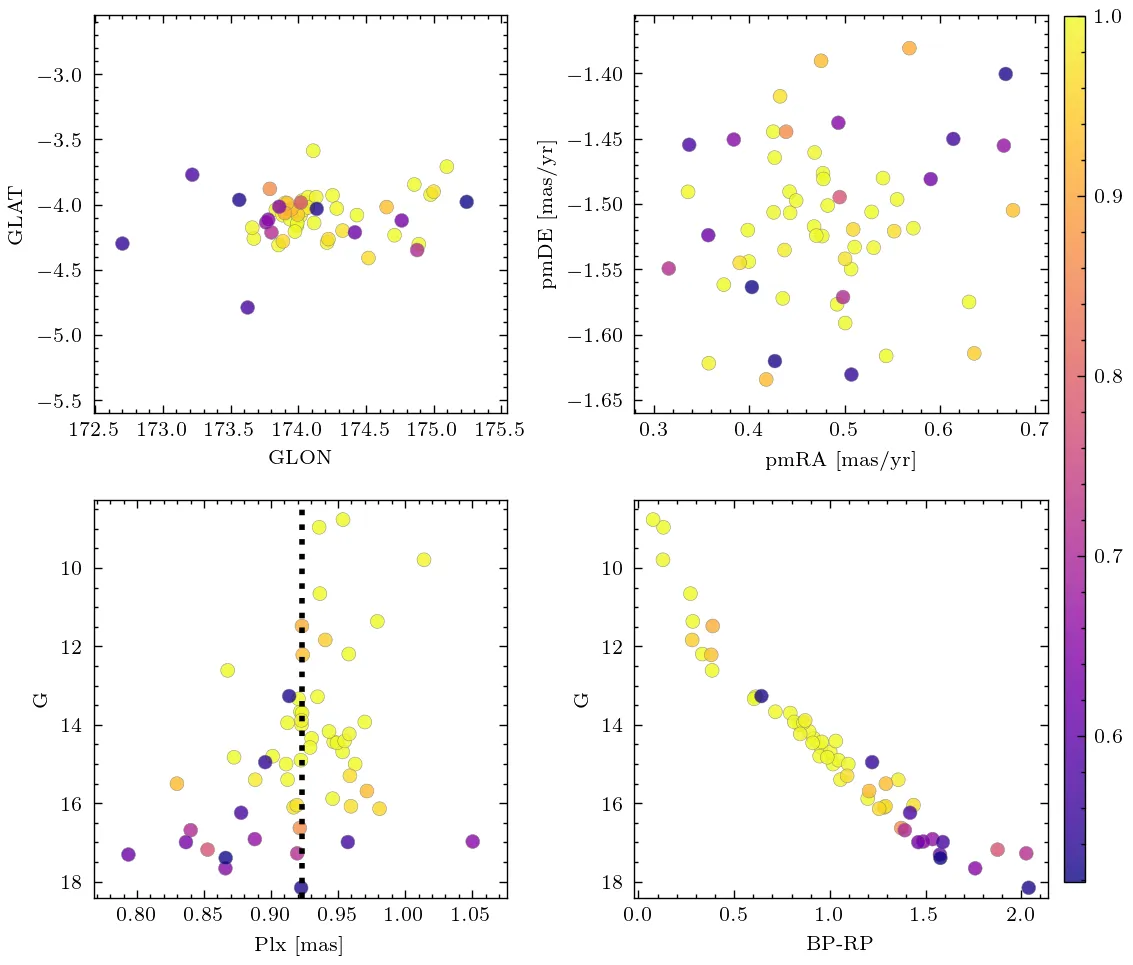 −3.0
−3.5
−4.0
−4.5
−5.0
−5.5
GLAT
172.5 173.0 173.5 174.0 174.5 175.0 175.5
GLON
−1.40
−1.45
−1.50
−1.55
−1.60
−1.65
pmDE [mas/yr]
0.3 0.4 0.5 0.6 0.7
pmRA [mas/yr]
1.0
0.9
0.8
0.7
0.6
10
12
14
16
18
G
0.80 0.85 0.90 0.95 1.00 1.05
Plx [mas]
10
12
14
16
18
G
0.0 0.5 1.0 1.5 2.0
BP-RP